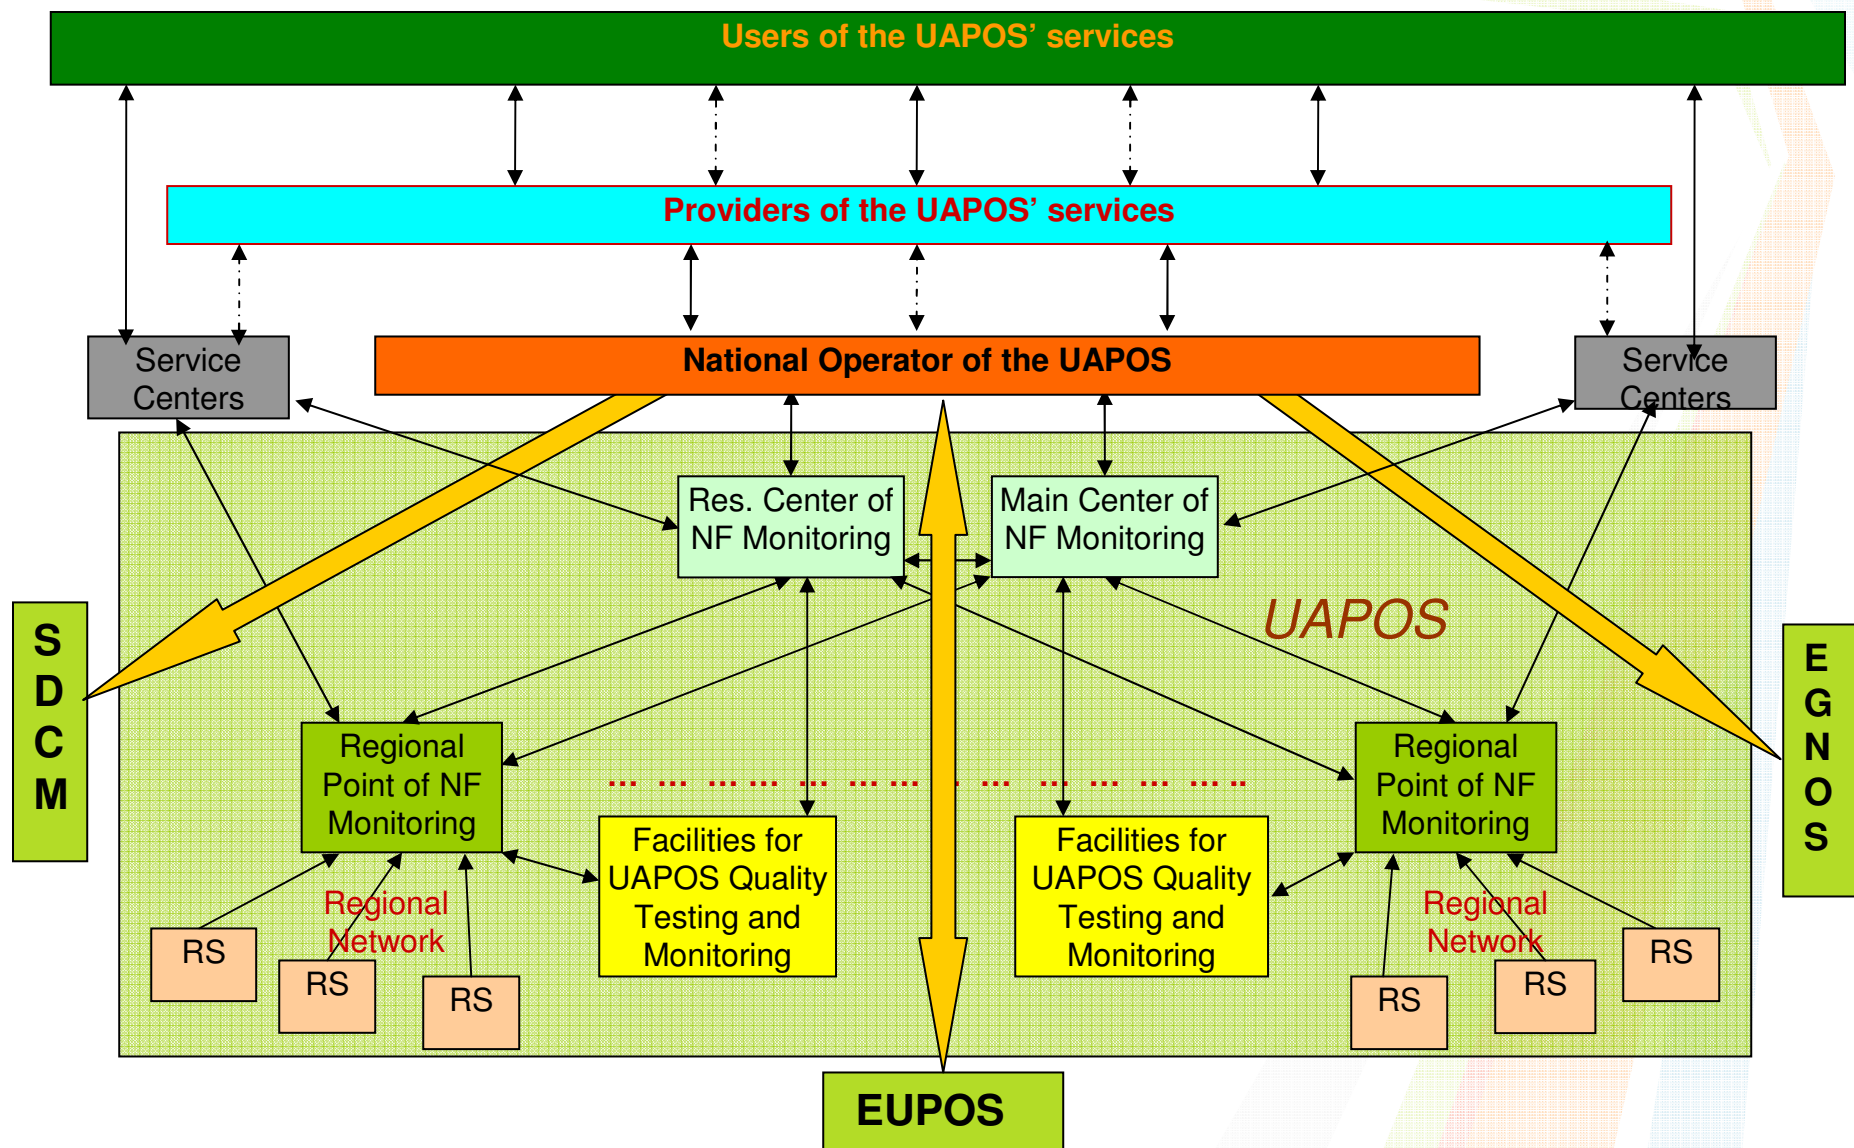 Users of the UAPOS’ services
Providers of the UAPOS’ services
Service
Centers
National Operator of the UAPOS
Service
Centers
Res. Center of
NF Monitoring
Main Center of
NF Monitoring
UAPOS
S
D
C
M
E
G
N
O
S
Regional
Point of NF
Monitoring
... ... ... ... ... ... ... ... ... ... ... ... ..
Regional
Point of NF
Monitoring
Facilities for
UAPOS Quality
Testing and
Monitoring
Facilities for
UAPOS Quality
Testing and
Monitoring
Regional
Network
Regional
Network
RS
RS
RS
RS
RS
RS
EUPOS